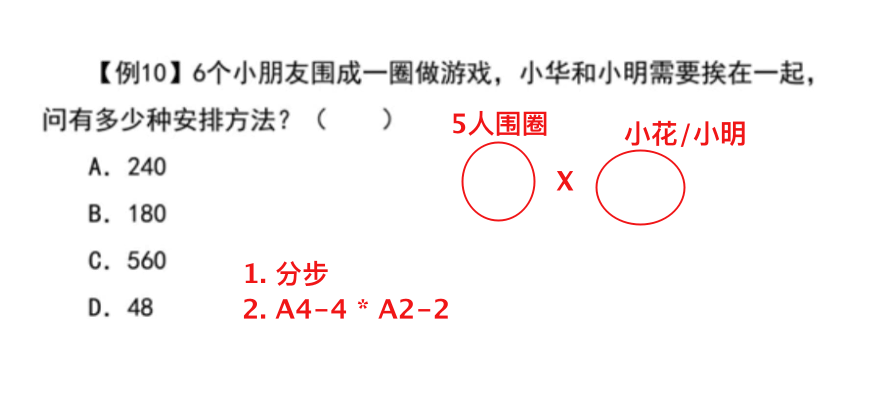 【例10】6个小朋友围成一圈做游戏，小华和小明需要挨在一起，
问有多少种安排方法？（　　）
5人围圈
小花/小明
X
A. 240
B. 180
C. 560
D. 48
1. 分步
2. A4-4 * A2-2